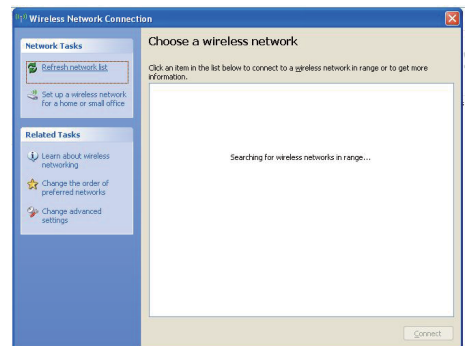 Wireless Network Connection
Network Tasks
Refresh network list
Set up a wireless network
for a home or small office
Related Tasks
Learn about wireless
networking
Change the order of
preferred networks
Change advanced
settings
Choose a wireless network
Click an item in the list below to connect to a wireless network in range or to get more
information.
Searching for wireless networks in range...
Connect